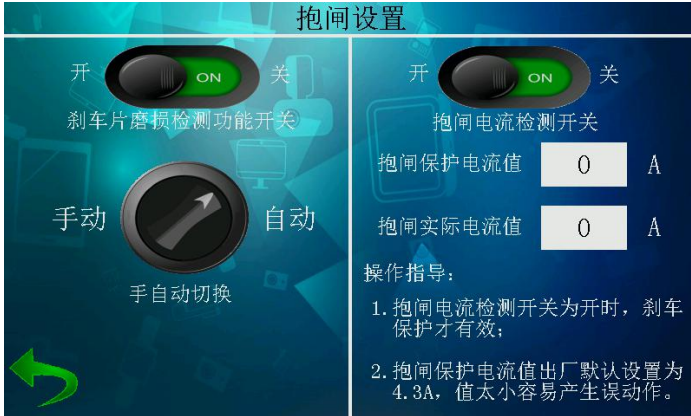 抱闸设置
开 ON 关
刹车片磨损检测功能开关
手动 自动
手自动切换
开 ON 关
抱闸电流检测开关
抱闸保护电流值 0 A
抱闸实际电流值 0 A
操作指导：
1.抱闸电流检测开关为开时，刹车
保护才有效；
2.抱闸保护电流值出厂默认设置为
4.3A，值太小容易产生误动作。